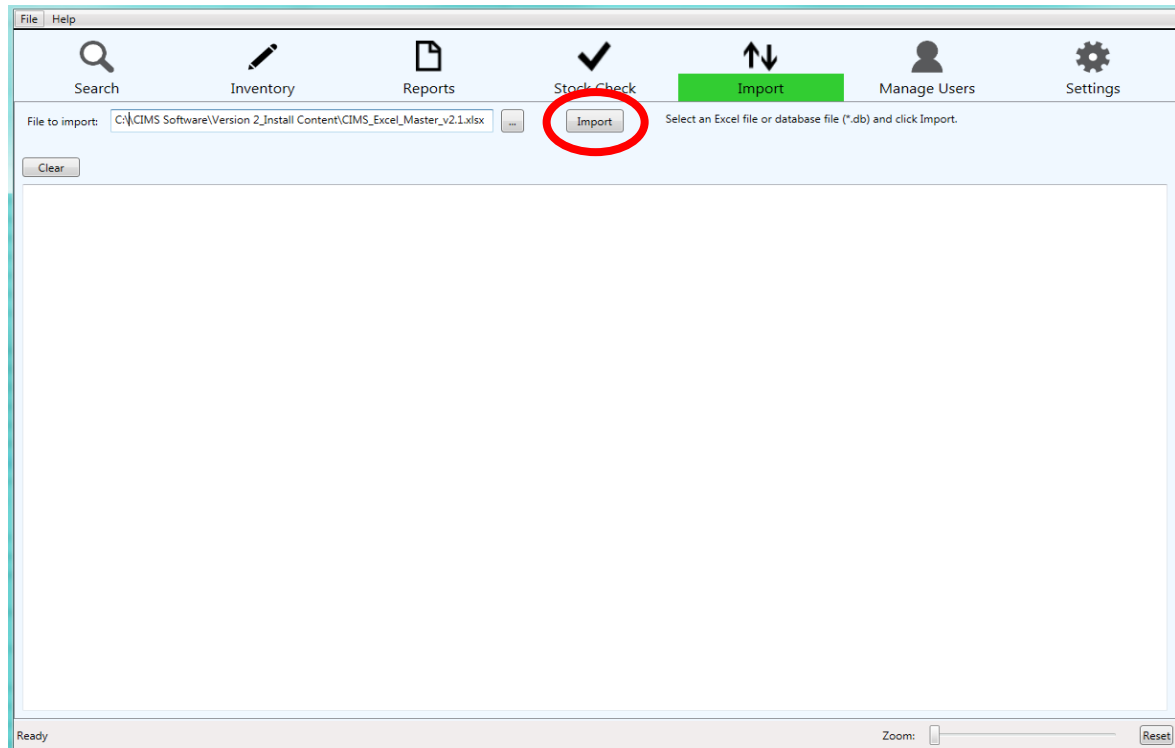 File Help
Search Inventory Reports Stock Check Import Manage Users Settings
File to import: C:\\CIMS Software\Version 2_Install Content\CIMS_Excel_Master_v2.1.xlsx ... Import Select an Excel file or database file (*.db) and click Import.
Clear
Ready Zoom: Reset